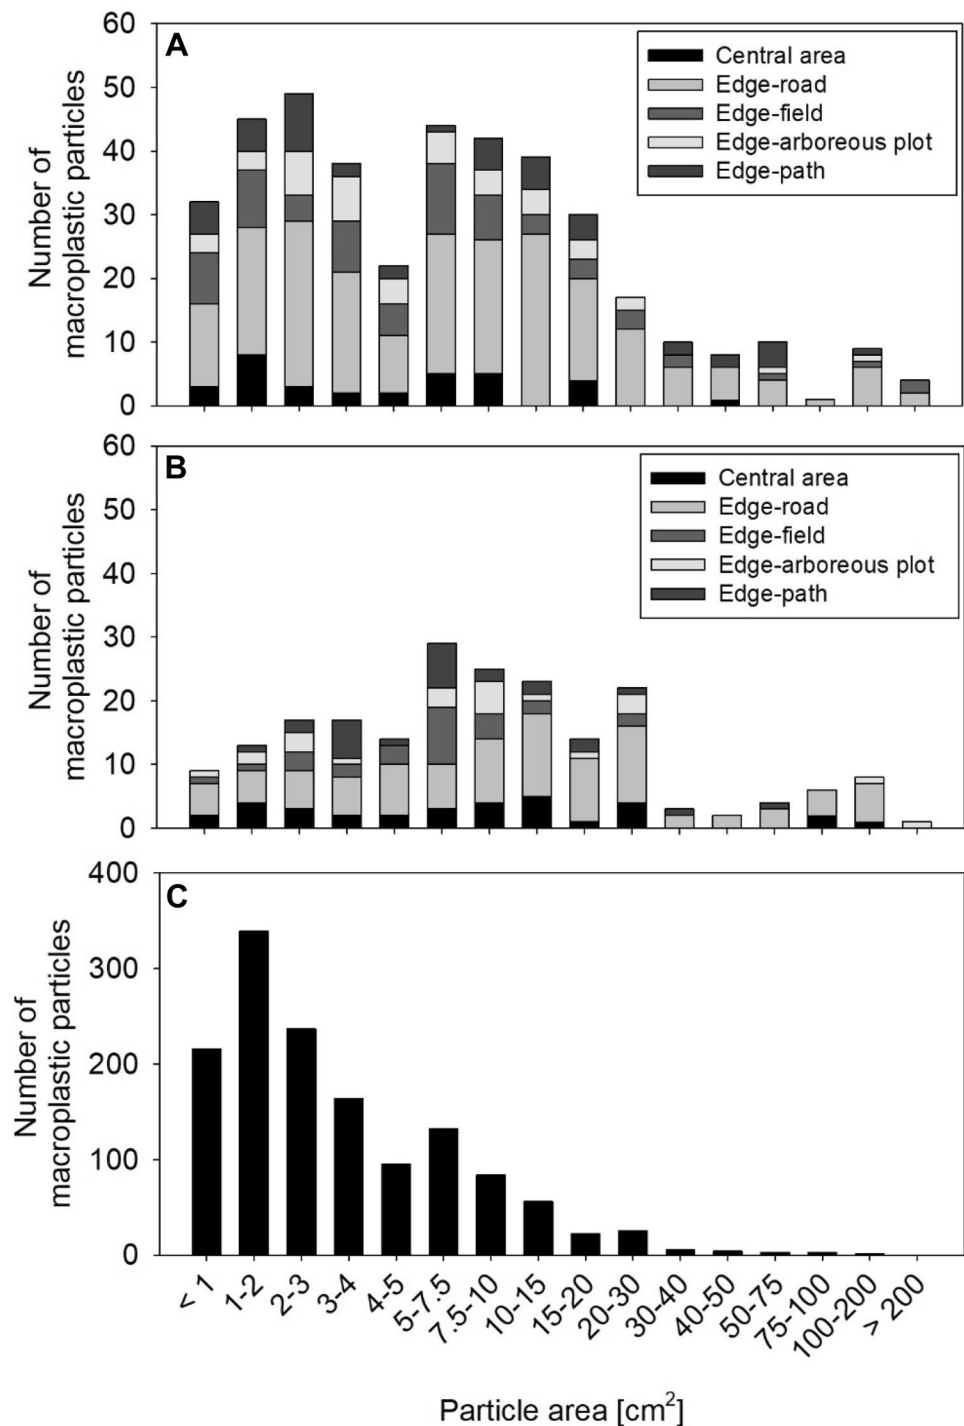 A
60
50
40
30
20
10
0
Number of
macroplastic particles
Central area
Edge-road
Edge-field
Edge-arboreous plot
Edge-path
B
60
50
40
30
20
10
0
Number of
macroplastic particles
Central area
Edge-road
Edge-field
Edge-arboreous plot
Edge-path
C
400
300
200
100
0
Number of
macroplastic particles
< 1
1-2
2-3
3-4
4-5
5-7.5
7.5-10
10-15
15-20
20-30
30-40
40-50
50-75
75-100
100-200
> 200
Particle area [cm²]